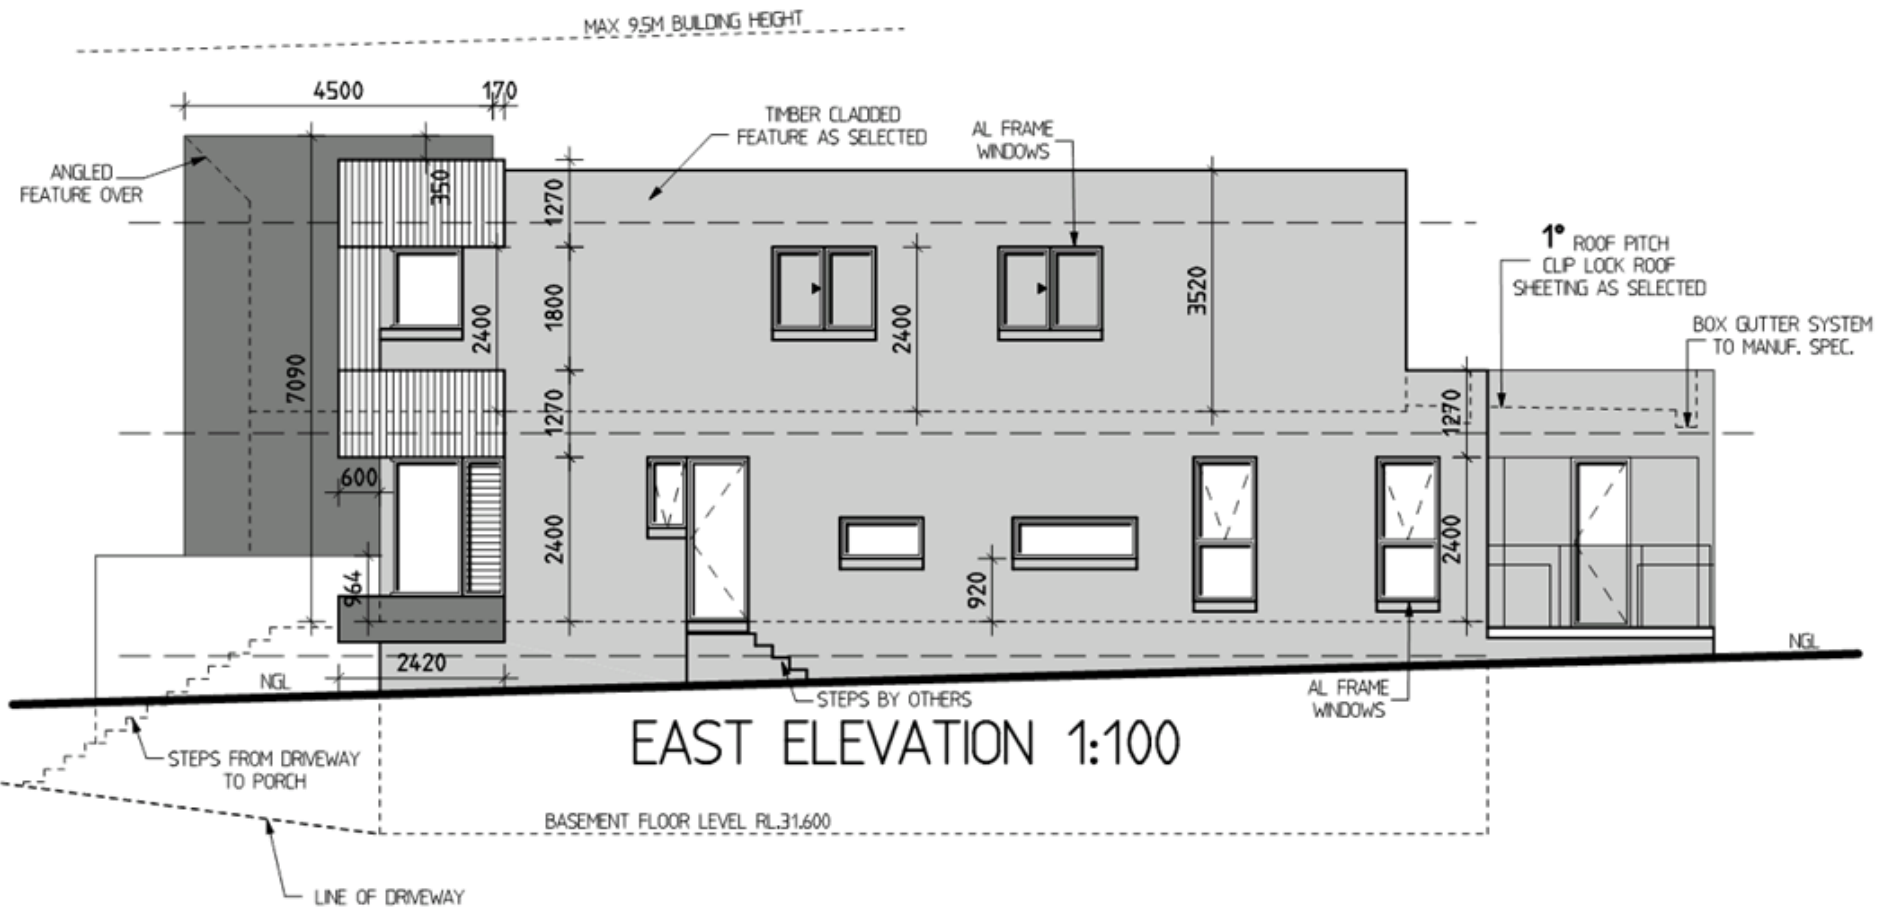 MAX 9.5M BUILDING HEIGHT
4500
170
TIMBER CLADDED
FEATURE AS SELECTED
AL FRAME
WINDOWS
ANGLED
FEATURE OVER
350
1270
1°
ROOF PITCH
CLIP LOCK ROOF
SHEETING AS SELECTED
BOX GUTTER SYSTEM
TO MANUF. SPEC.
2400
1800
2400
3520
7090
1270
1270
600
2400
2400
964
920
2420
NGL
NGL
STEPS BY OTHERS
AL FRAME
WINDOWS
EAST ELEVATION 1:100
STEPS FROM DRIVEWAY
TO PORCH
BASEMENT FLOOR LEVEL RL.31.600
LINE OF DRIVEWAY